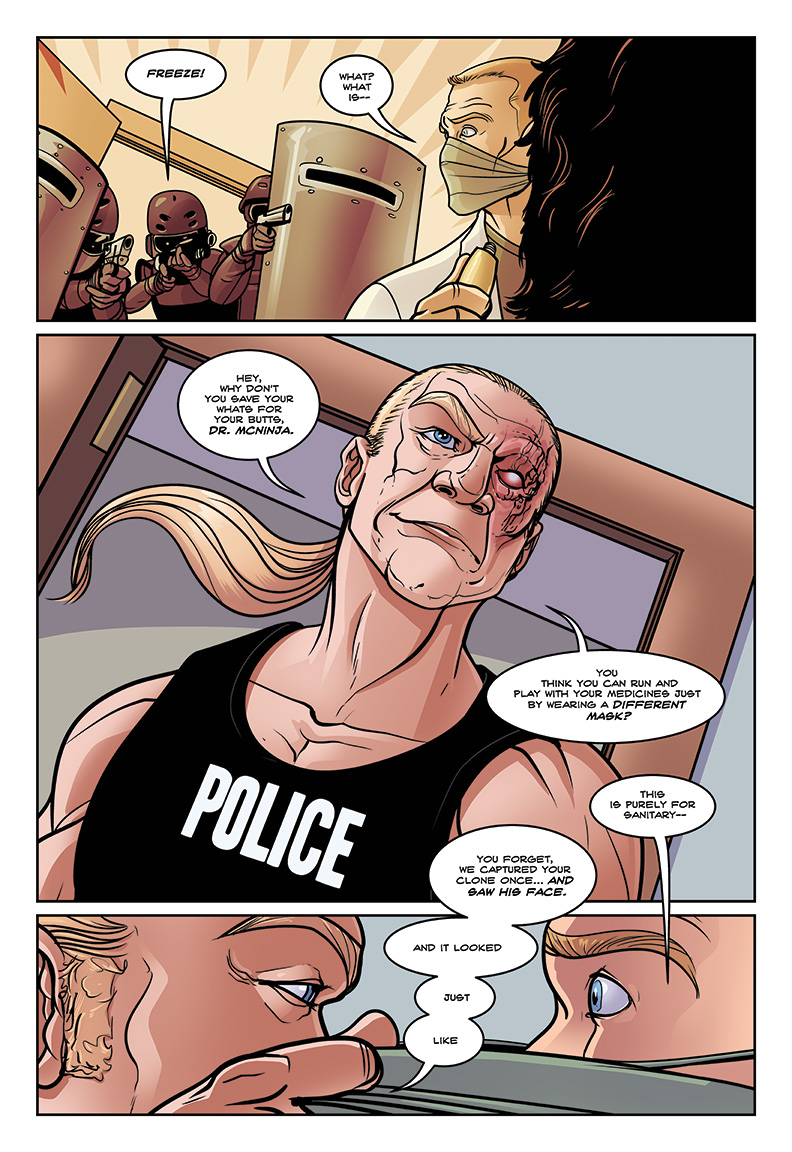 FREEZE!
WHAT?
WHAT
IS--
HEY,
WHY DON'T
YOU SAVE YOUR
WHATS FOR
YOUR BUTTS,
DR. MCNINJA.
YOU
THINK YOU CAN RUN AND
PLAY WITH YOUR MEDICINES JUST
BY WEARING A DIFFERENT
MASK?
POLICE
THIS
IS PURELY FOR
SANITARY--
YOU FORGET,
WE CAPTURED YOUR
CLONE ONCE... AND
SAW HIS FACE.
AND IT LOOKED
JUST
LIKE